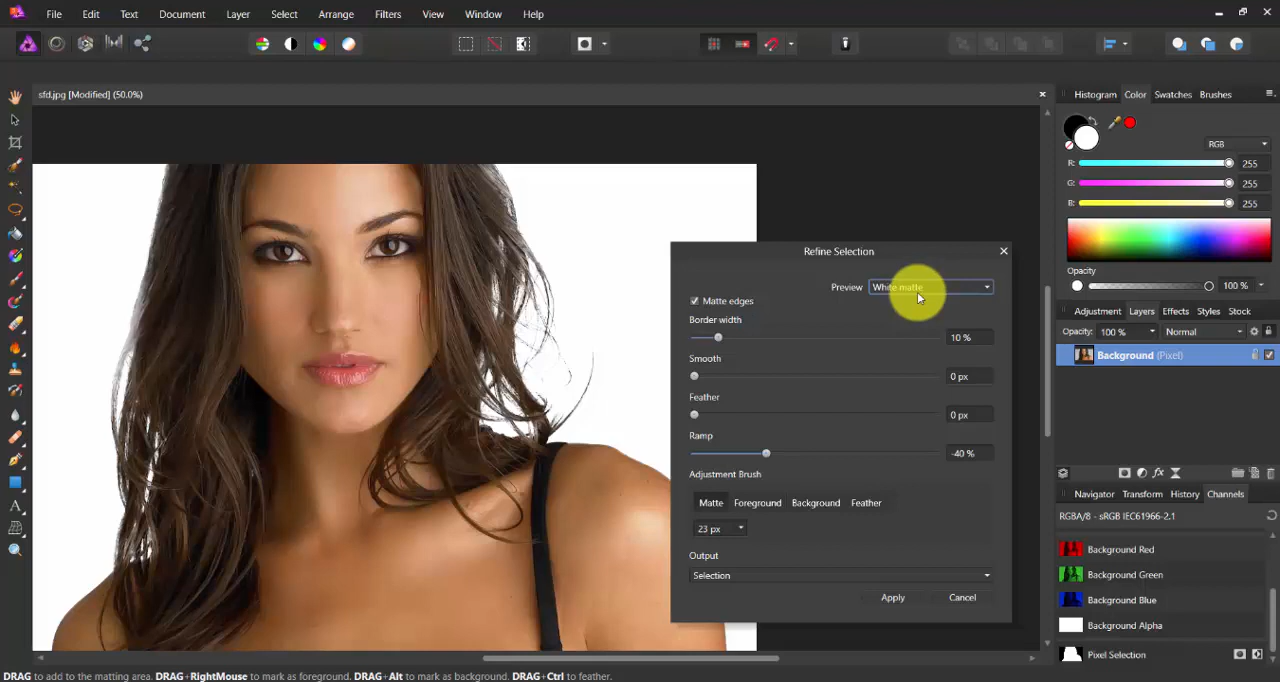 File Edit Text Document Layer Select Arrange Filters View Window Help
sfd.jpg [Modified] (50.0%)
Histogram Color Swatches Brushes
RGB
R: 255
G: 255
B: 255
Opacity
100 %
Adjustment Layers Effects Styles Stock
Opacity: 100 % Normal
Background (Pixel)
fx
Navigator Transform History Channels
RGBA/8 - sRGB IEC61966-2.1
Background Red
Background Green
Background Blue
Background Alpha
Pixel Selection
Refine Selection
Preview White matte
Matte edges
Border width
10 %
Smooth
0 px
Feather
0 px
Ramp
-40 %
Adjustment Brush
Matte Foreground Background Feather
23 px
Output
Selection
Apply Cancel
A
DRAG to add to the matting area. DRAG+RightMouse to mark as foreground. DRAG+Alt to mark as background. DRAG+Ctrl to feather.